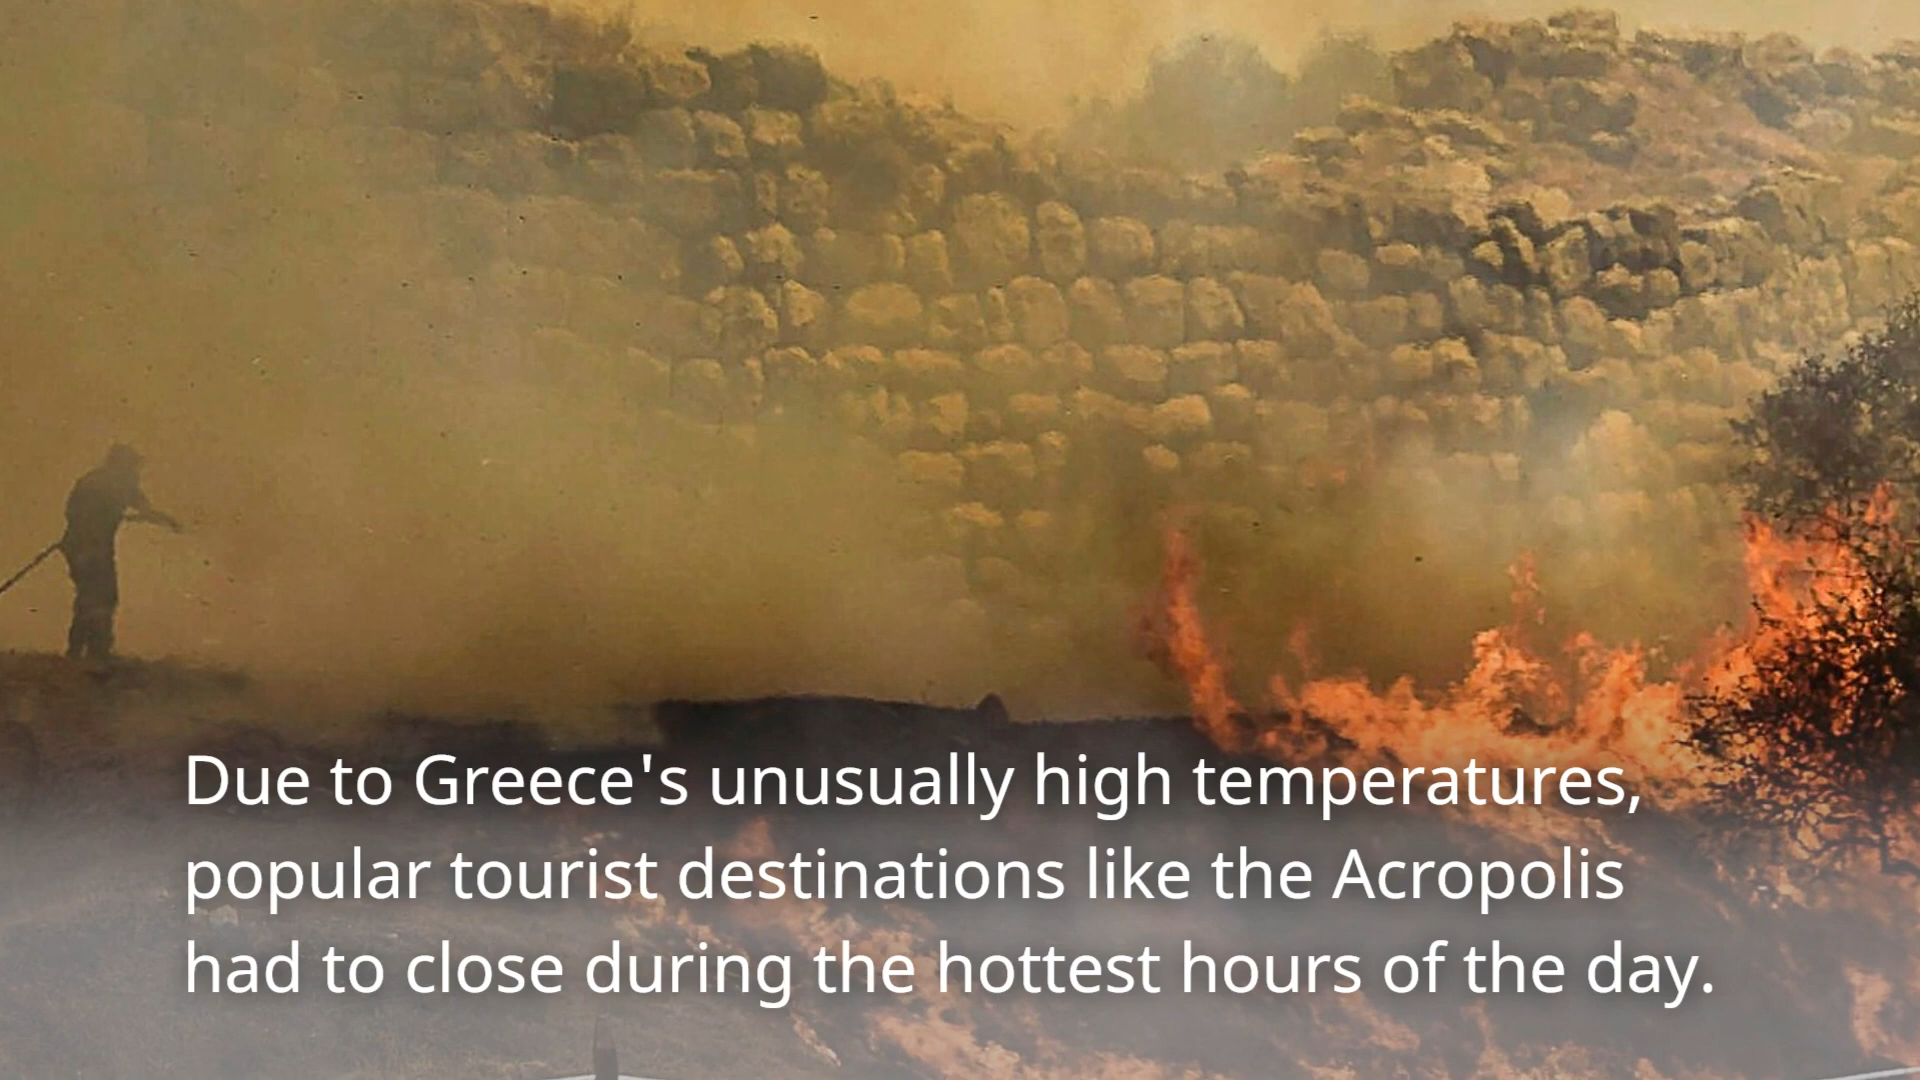 Due to Greece's unusually high temperatures,
popular tourist destinations like the Acropolis
had to close during the hottest hours of the day.